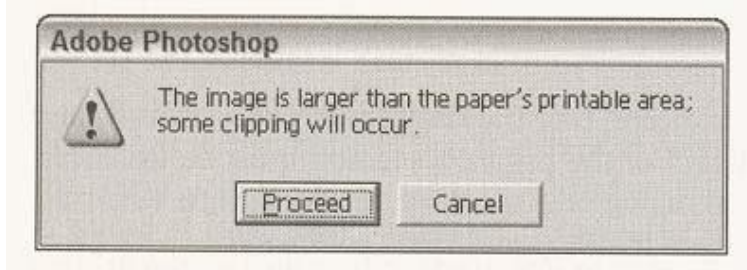 Adobe Photoshop
The image is larger than the paper's printable area;
some clipping will occur.
Proceed
Cancel